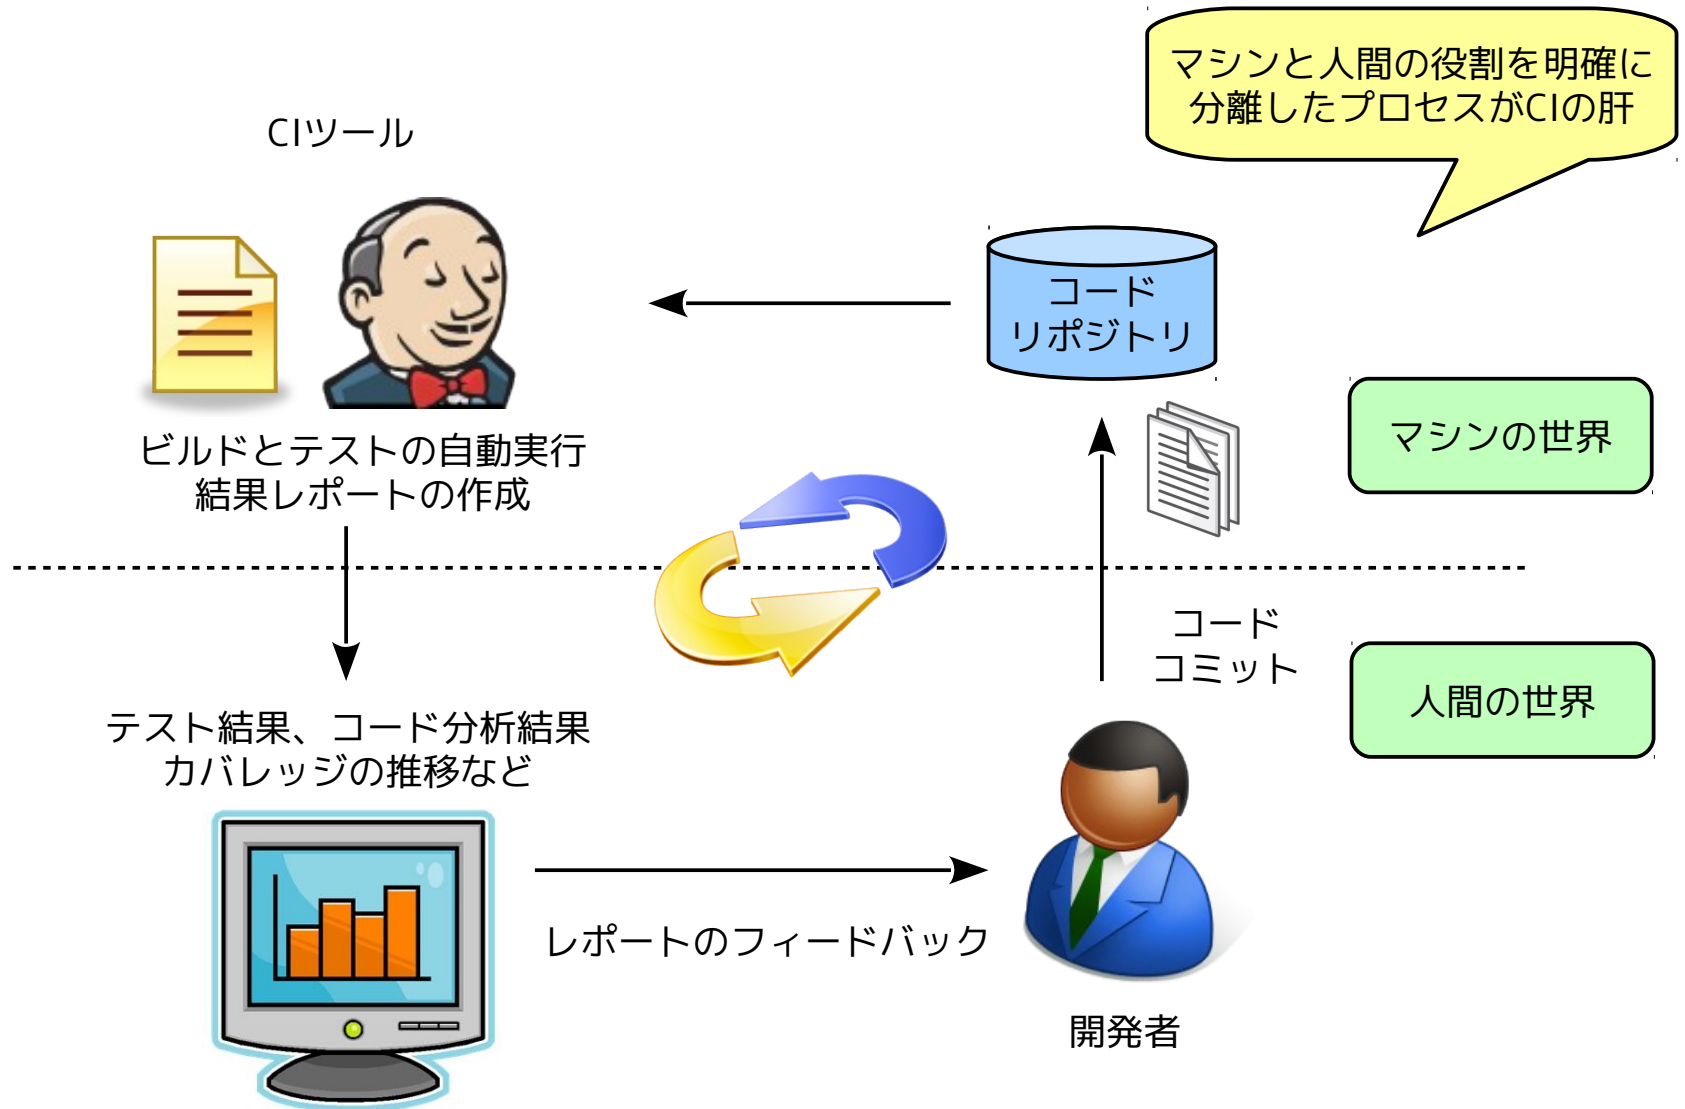 マシンと人間の役割を明確に
分離したプロセスがCIの肝
CIツール
コード
リポジトリ
マシンの世界
ビルドとテストの自動実行
結果レポートの作成
コード
コミット
人間の世界
テスト結果、コード分析結果
カバレッジの推移など
レポートのフィードバック
開発者